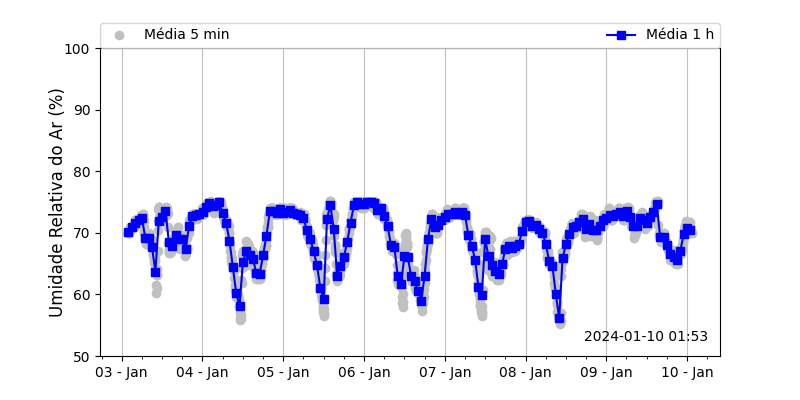 Média 5 min
Média 1 h
Umidade Relativa do Ar (%)
100
90
80
70
60
50
2024-01-10 01:53
03 - Jan
04 - Jan
05 - Jan
06 - Jan
07 - Jan
08 - Jan
09 - Jan
10 - Jan